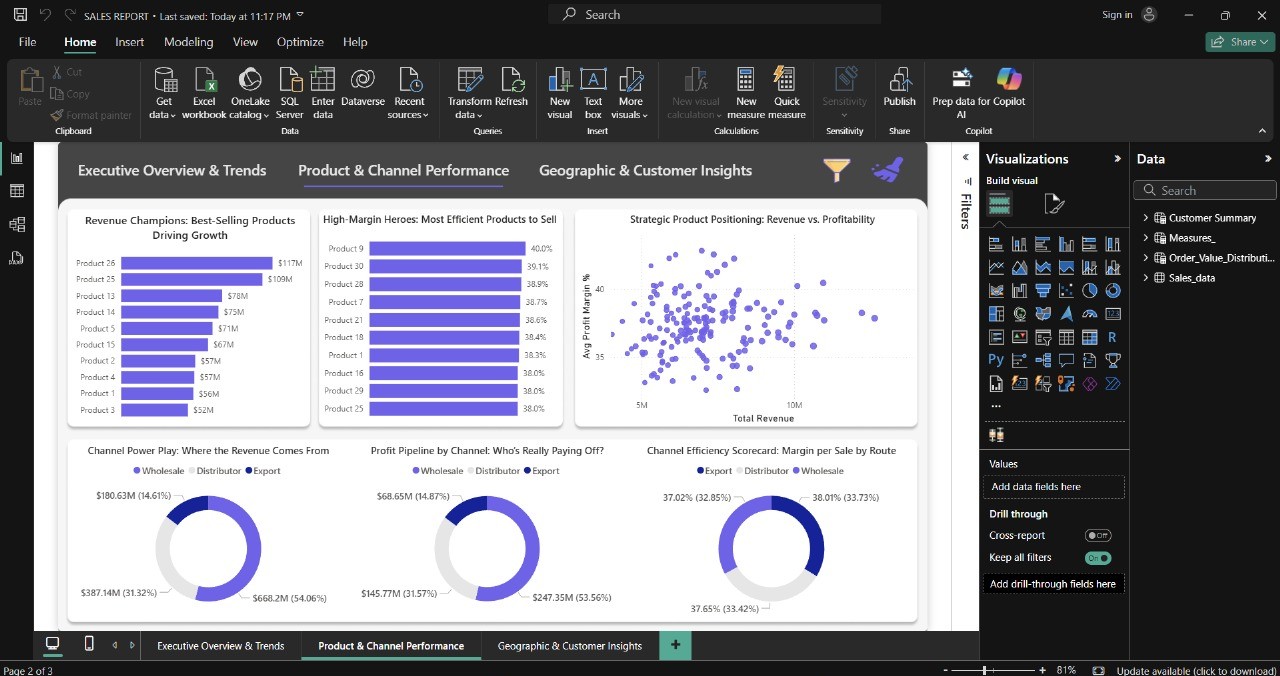 SALES REPORT • Last saved: Today at 11:17 PM
Search
Sign in
File
Home
Insert
Modeling
View
Optimize
Help
Share
Paste
Cut
Copy
Format painter
Clipboard
Get data
Excel workbook
OneLake catalog
SQL Server
Enter data
Dataverse
Recent sources
Data
Transform data
Refresh
Queries
New visual
Text box
More visuals
Insert
New visual calculation
New measure
Quick measure
Calculations
Sensitivity
Sensitivity
Publish
Share
Prep data for AI
Copilot
Copilot
Executive Overview & Trends
Product & Channel Performance
Geographic & Customer Insights
Revenue Champions: Best-Selling Products
Driving Growth
Product 26 $117M
Product 25 $109M
Product 13 $78M
Product 14 $75M
Product 5 $71M
Product 15 $67M
Product 2 $57M
Product 4 $57M
Product 1 $56M
Product 3 $52M
High-Margin Heroes: Most Efficient Products to Sell
Product 9 40.0%
Product 30 39.1%
Product 28 38.9%
Product 7 38.7%
Product 21 38.6%
Product 18 38.4%
Product 1 38.3%
Product 16 38.0%
Product 29 38.0%
Product 25 38.0%
Strategic Product Positioning: Revenue vs. Profitability
Avg Profit Margin %
40
35
5M
10M
Total Revenue
Channel Power Play: Where the Revenue Comes From
Wholesale Distributor Export
$180.63M (14.61%)
$387.14M (31.32%)
$668.2M (54.06%)
Profit Pipeline by Channel: Who's Really Paying Off?
Wholesale Distributor Export
$68.65M (14.87%)
$145.77M (31.57%)
$247.35M (53.56%)
Channel Efficiency Scorecard: Margin per Sale by Route
Export Distributor Wholesale
37.02% (32.85%)
38.01% (33.73%)
37.65% (33.42%)
Filters
Visualizations
Build visual
123
R
Py
...
Values
Add data fields here
Drill through
Cross-report
Off
Keep all filters
On
Add drill-through fields here
Data
Search
Customer Summary
Measures_
Order_Value_Distributi...
Sales_data
Executive Overview & Trends
Product & Channel Performance
Geographic & Customer Insights
+
Page 2 of 3
- + 81%
Update available (click to download)